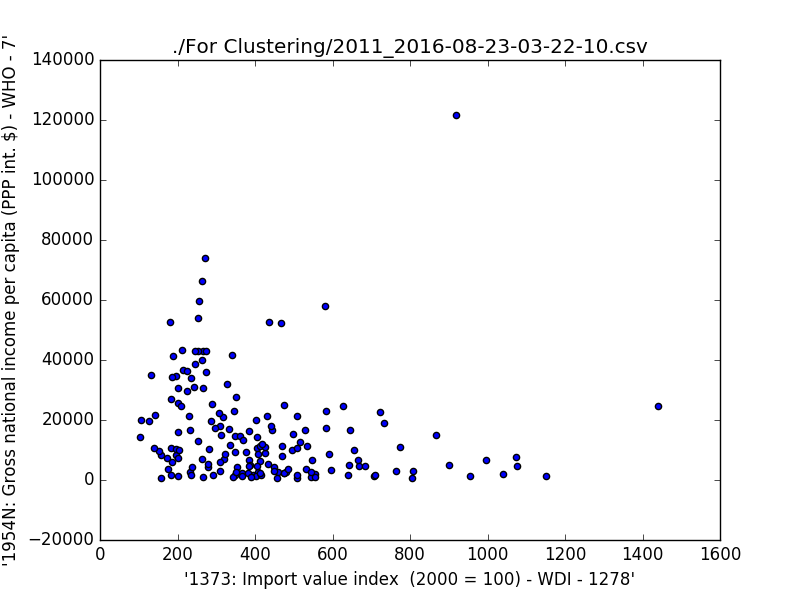 ./For Clustering/2011_2016-08-23-03-22-10.csv
140000
120000
100000
80000
60000
40000
20000
0
−20000
0 200 400 600 800 1000 1200 1400 1600
'1373: Import value index  (2000 = 100) - WDI - 1278'
'1954N: Gross national income per capita (PPP int. $) - WHO - 7'